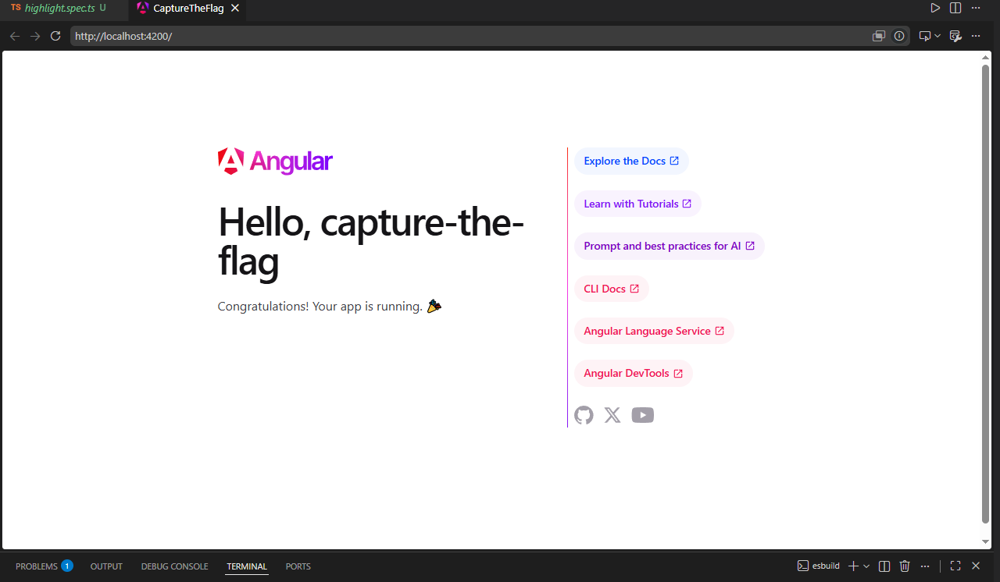 TS highlight.spec.ts U
CaptureTheFlag
http://localhost:4200/
Angular
Hello, capture-the-
flag
Congratulations! Your app is running. 🎉
Explore the Docs
Learn with Tutorials
Prompt and best practices for AI
CLI Docs
Angular Language Service
Angular DevTools
PROBLEMS 1 OUTPUT DEBUG CONSOLE TERMINAL PORTS
esbuild